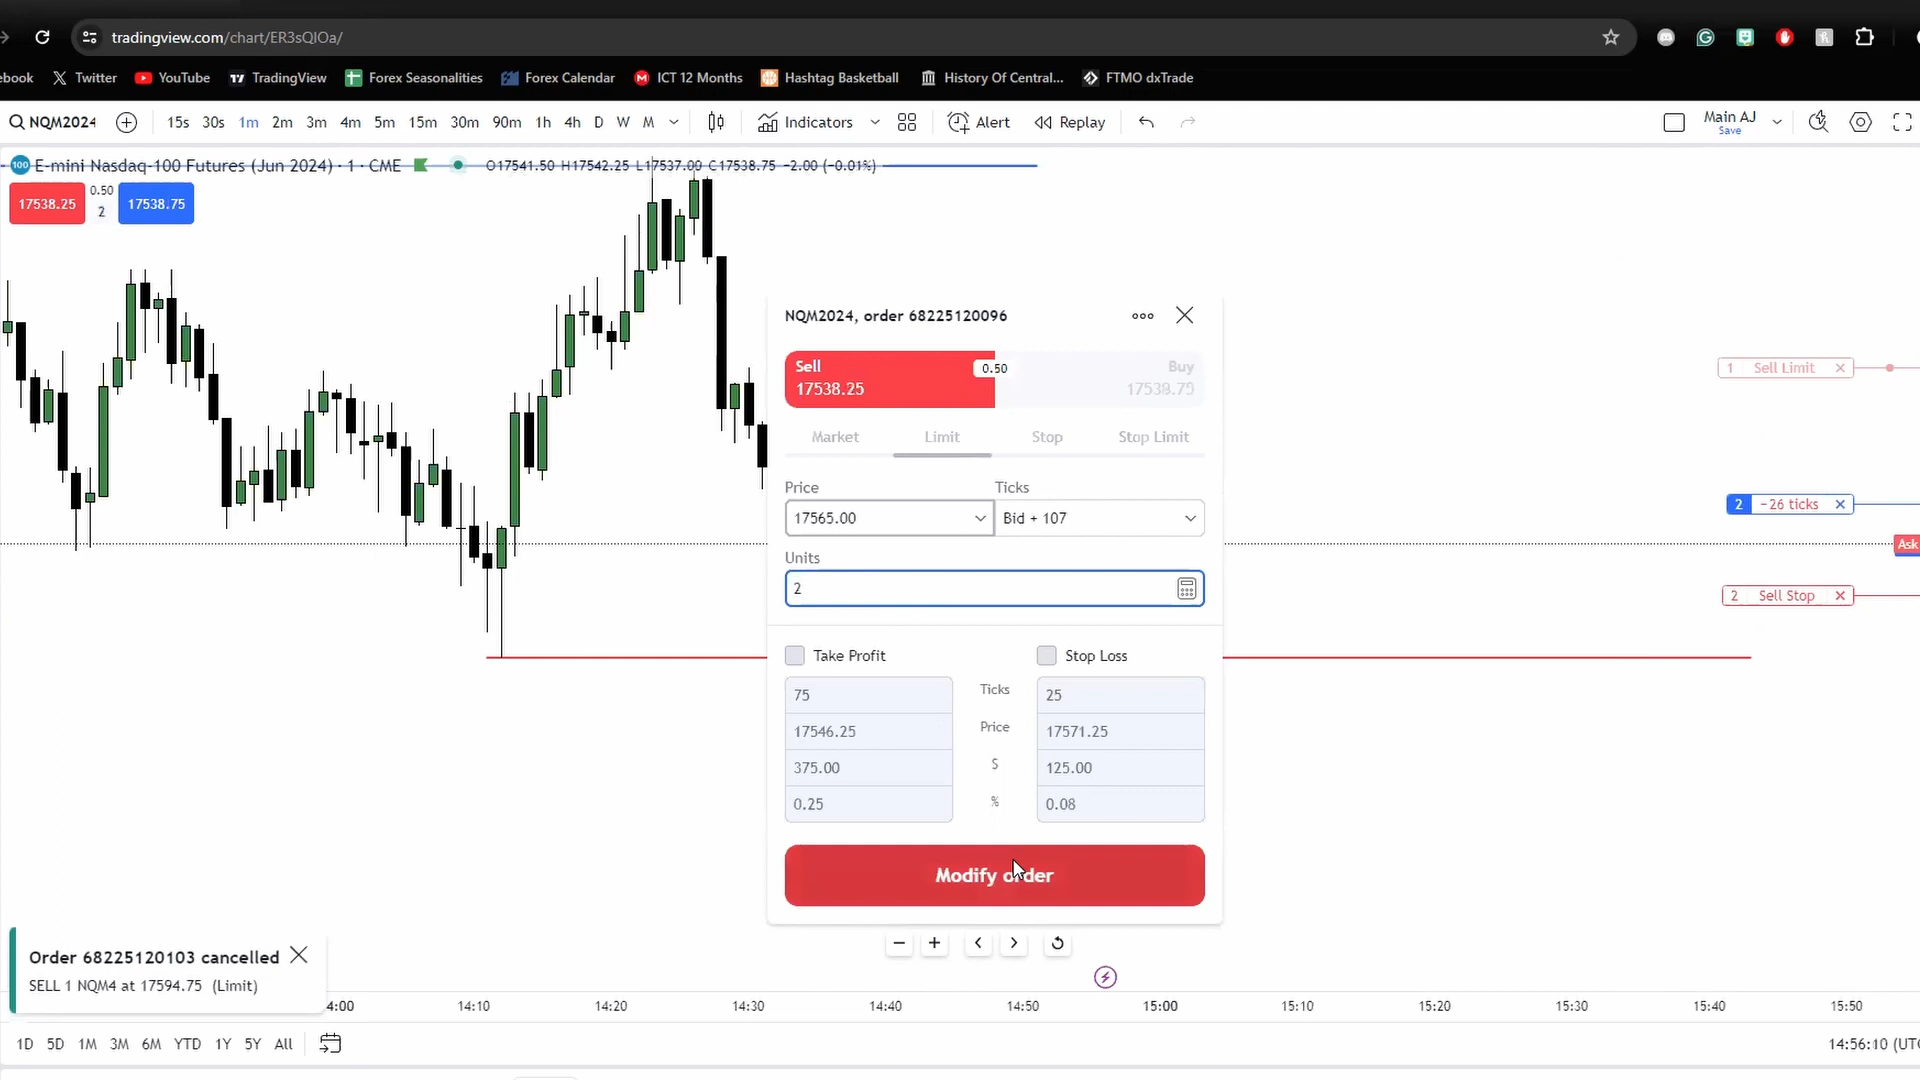 tradingview.com/chart/ER3sQIOa/
ebook
Twitter
YouTube
TradingView
Forex Seasonalities
Forex Calendar
ICT 12 Months
Hashtag Basketball
History Of Central...
FTMO dxTrade
NQM2024
15s 30s 1m 2m 3m 4m 5m 15m 30m 90m 1h 4h D W M
Indicators
Alert
Replay
Main AJ
Save
100 E-mini Nasdaq-100 Futures (Jun 2024) · 1 · CME O17541.50 H17542.25 L17537.00 C17538.75 −2.00 (−0.01%)
17538.25 0.50 17538.75
2
NQM2024, order 68225120096
Sell Buy
0.50
17538.25 17538.75
Market Limit Stop Stop Limit
1 Sell Limit
Price Ticks
17565.00 Bid + 107
2 −26 ticks
Ask
Units
2
2 Sell Stop
Take Profit Stop Loss
75 Ticks 25
17546.25 Price 17571.25
375.00 $ 125.00
0.25 % 0.08
Modify order
Order 68225120103 cancelled
SELL 1 NQM4 at 17594.75 (Limit)
4:00 14:10 14:20 14:30 14:40 14:50 15:00 15:10 15:20 15:30 15:40 15:50
1D 5D 1M 3M 6M YTD 1Y 5Y All
14:56:10 (UTC